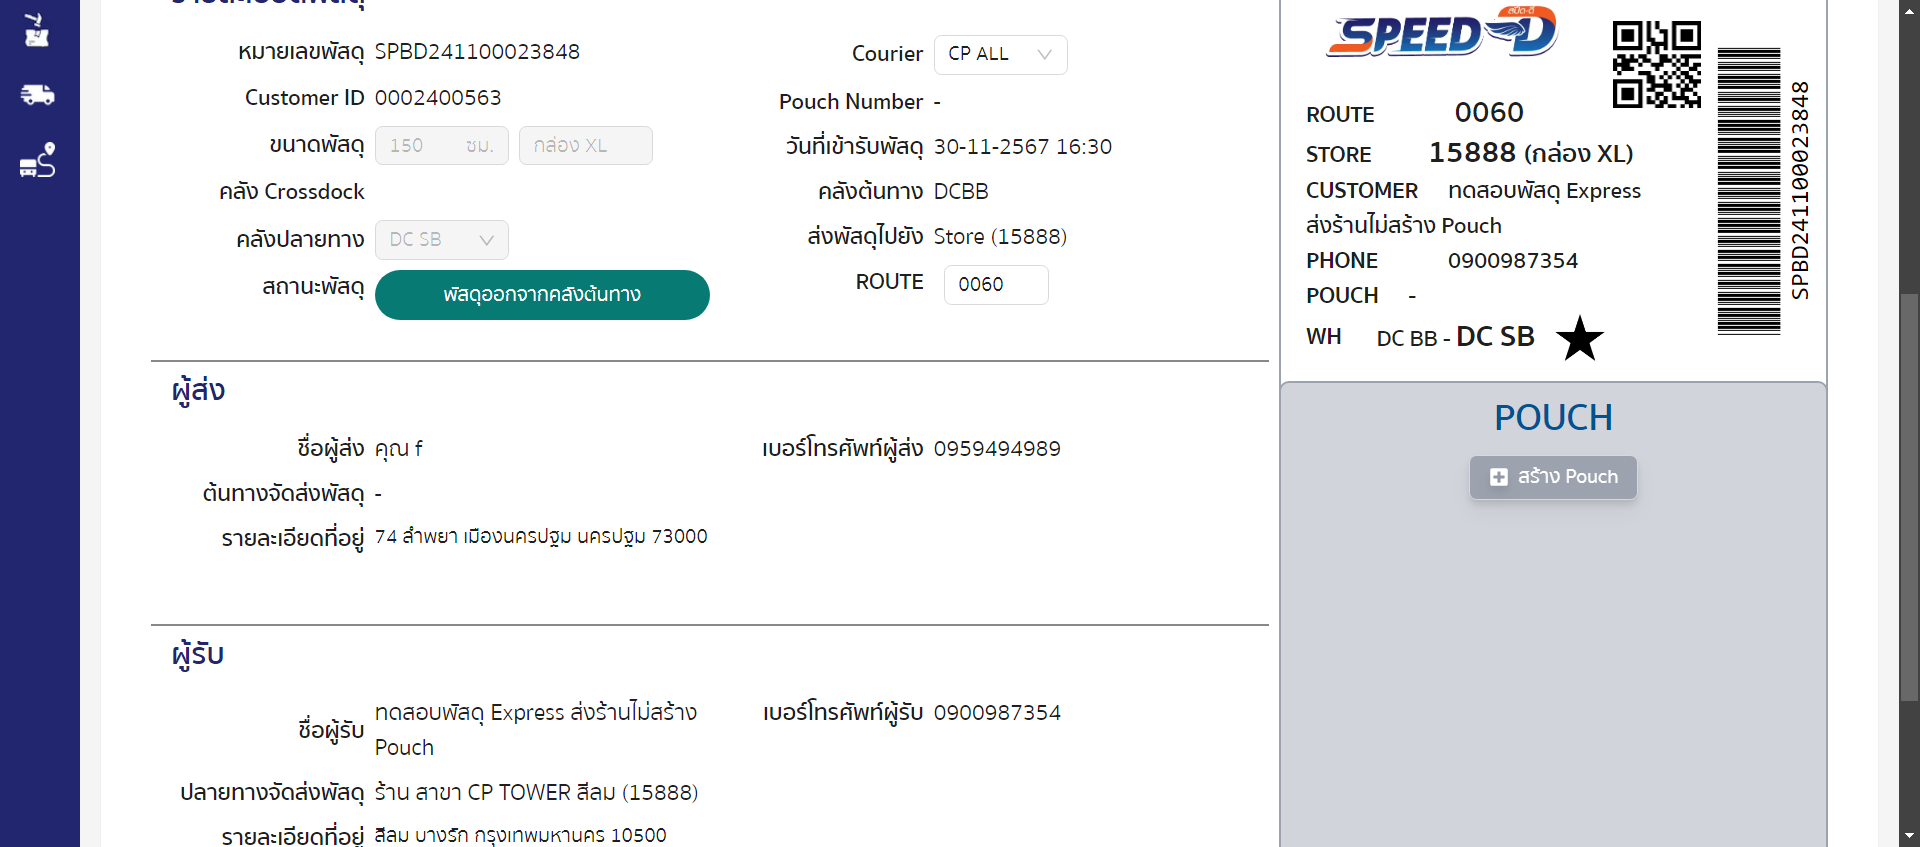 รายละเอียดพัสดุ
หมายเลขพัสดุ SPBD241100023848
Customer ID 0002400563
ขนาดพัสดุ 150 ซม. กล่อง XL
คลัง Crossdock
คลังปลายทาง DC SB
สถานะพัสดุ พัสดุออกจากคลังต้นทาง
Courier CP ALL
Pouch Number -
วันที่เข้ารับพัสดุ 30-11-2567 16:30
คลังต้นทาง DCBB
ส่งพัสดุไปยัง Store (15888)
ROUTE 0060
ผู้ส่ง
ชื่อผู้ส่ง คุณ f
เบอร์โทรศัพท์ผู้ส่ง 0959494989
ต้นทางจัดส่งพัสดุ -
รายละเอียดที่อยู่ 74 ลำพยา เมืองนครปฐม นครปฐม 73000
ผู้รับ
ชื่อผู้รับ ทดสอบพัสดุ Express ส่งร้านไม่สร้าง
Pouch
เบอร์โทรศัพท์ผู้รับ 0900987354
ปลายทางจัดส่งพัสดุ ร้าน สาขา CP TOWER สีลม (15888)
รายละเอียดที่อยู่ สีลม บางรัก กรุงเทพมหานคร 10500
สปีด-ดี
SPEED D
ROUTE 0060
STORE 15888 (กล่อง XL)
CUSTOMER ทดสอบพัสดุ Express
ส่งร้านไม่สร้าง Pouch
PHONE 0900987354
POUCH -
WH DC BB - DC SB
SPBD241100023848
POUCH
สร้าง Pouch